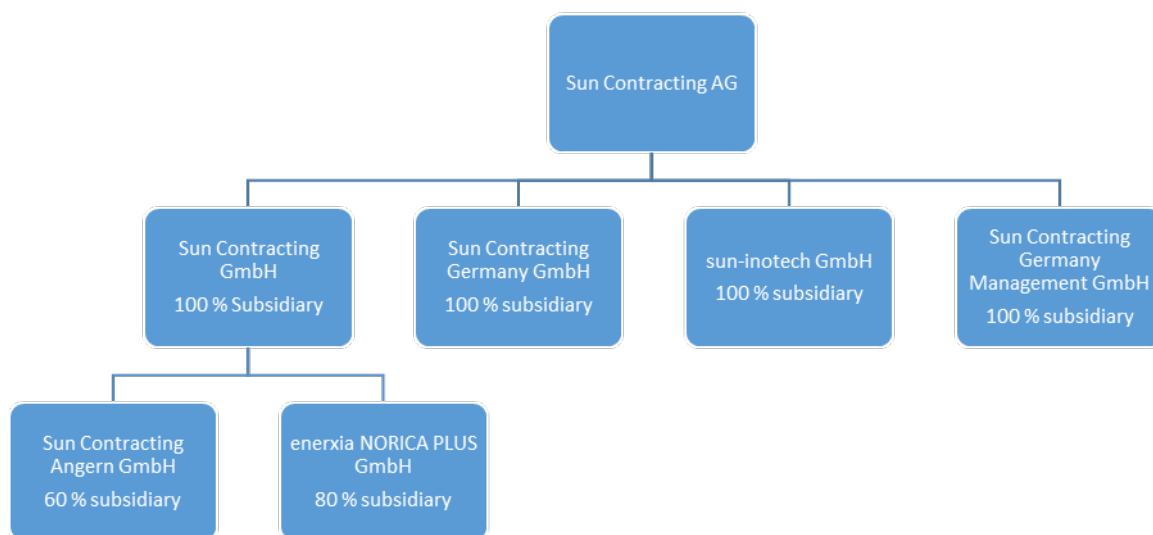 Sun Contracting AG
Sun Contracting
GmbH
100 % Subsidiary
Sun Contracting
Germany GmbH
100 % subsidiary
sun-inotech GmbH
100 % subsidiary
Sun Contracting
Germany
Management GmbH
100 % subsidiary
Sun Contracting
Angern GmbH
60 % subsidiary
enerxia NORICA PLUS
GmbH
80 % subsidiary